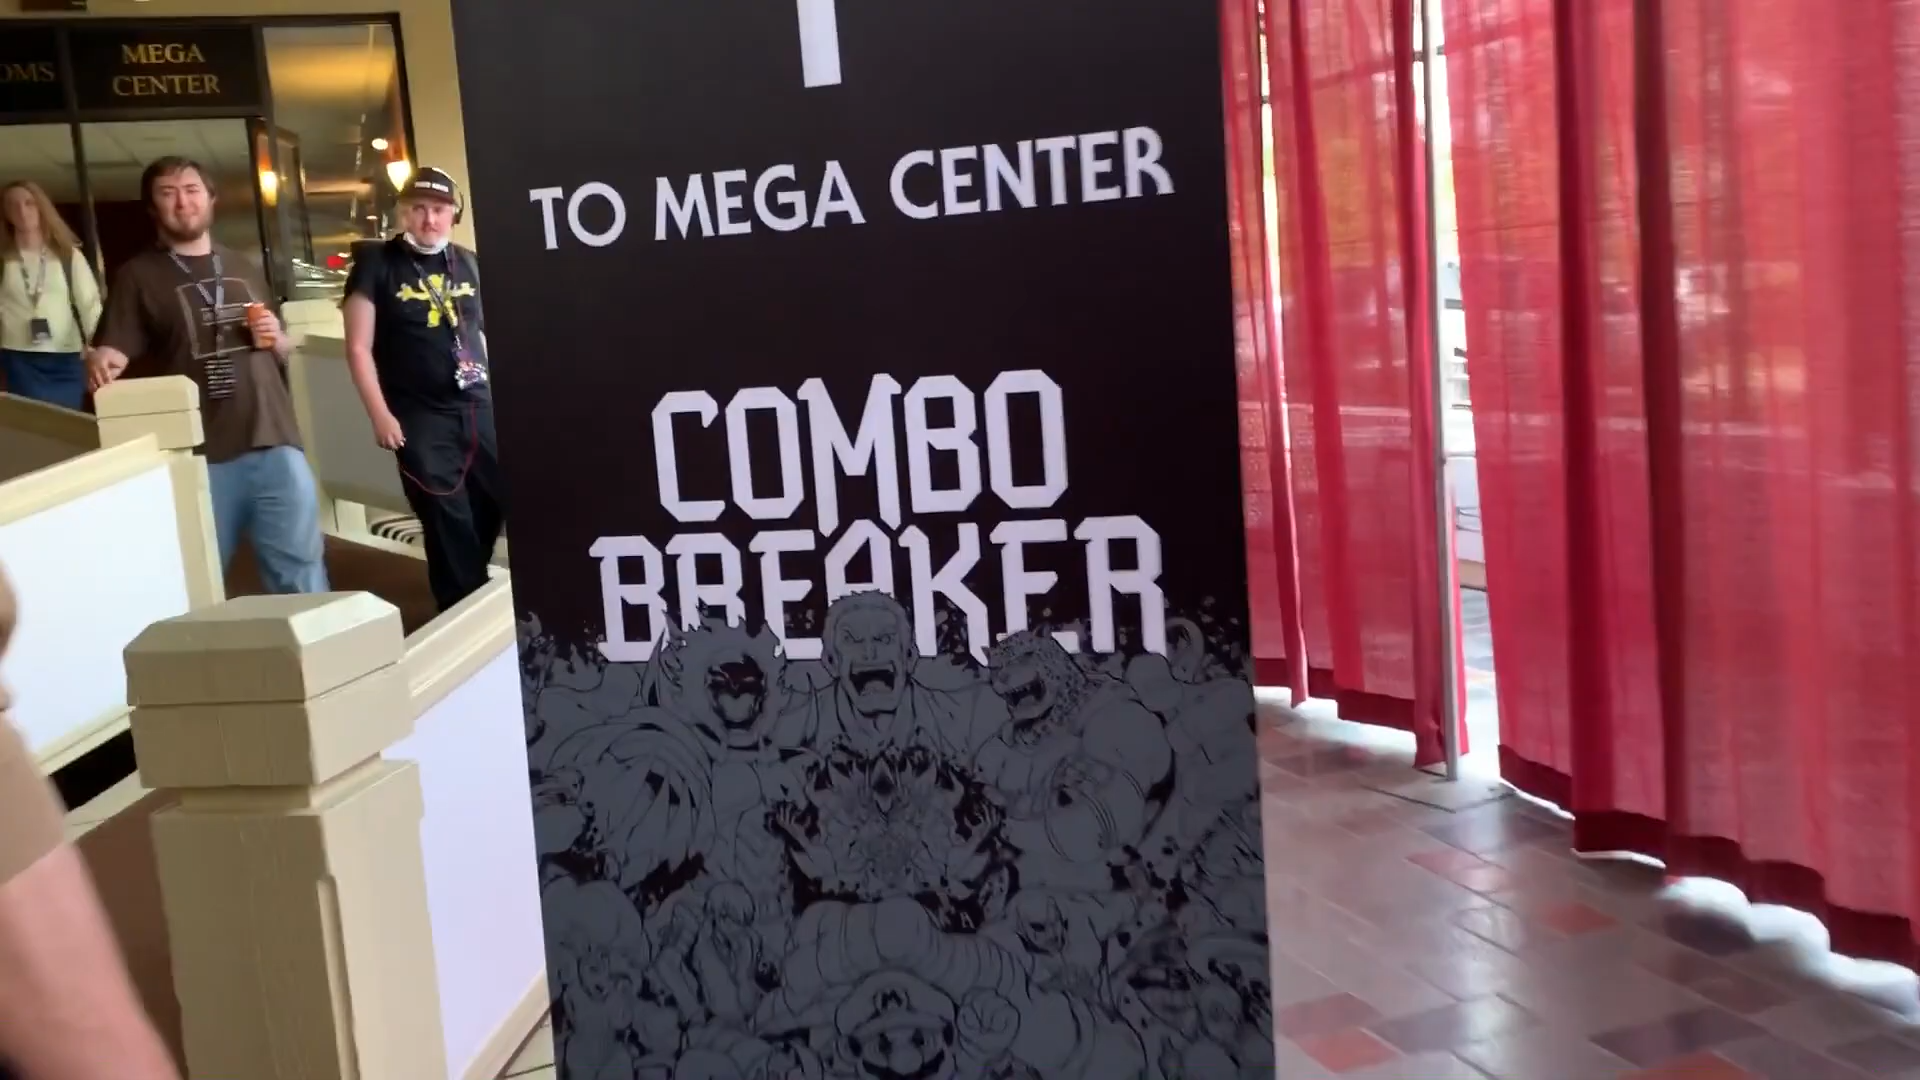 OMS
MEGA
CENTER
TO MEGA CENTER
COMBO
BREAKER
M